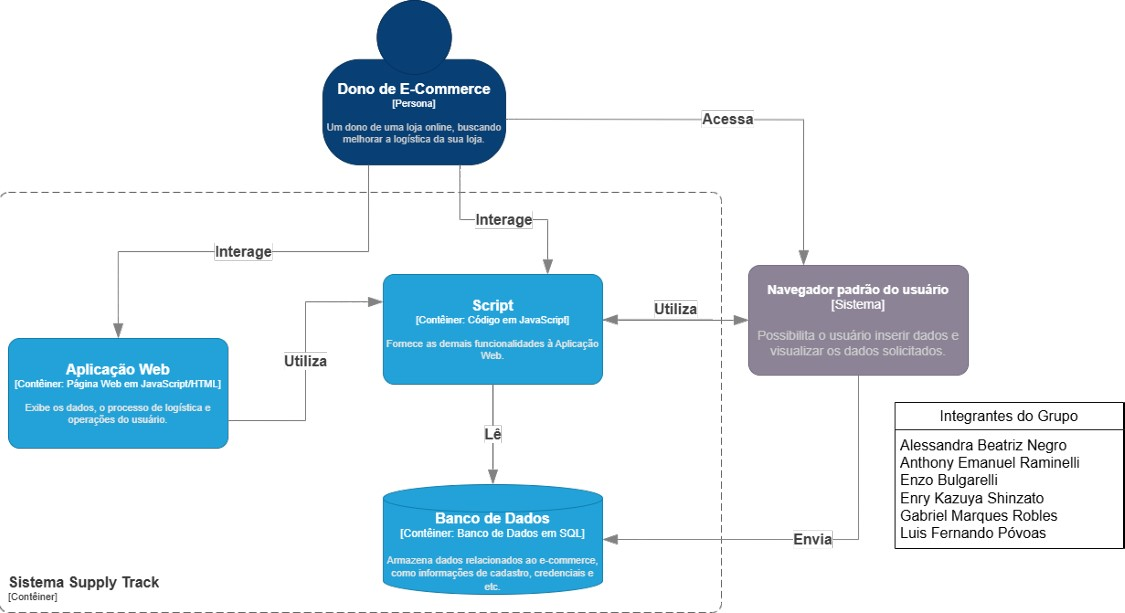 Dono de E-Commerce
[Persona]
Um dono de uma loja online, buscando
melhorar a logística da sua loja.
Acessa
Interage
Interage
Navegador padrão do usuário
[Sistema]
Possibilita o usuário inserir dados e
visualizar os dados solicitados.
Script
[Contêiner: Código em JavaScript]
Fornece as demais funcionalidades à Aplicação
Web.
Utiliza
Utiliza
Aplicação Web
[Contêiner: Página Web em JavaScript/HTML]
Exibe os dados, o processo de logística e
operações do usuário.
Lê
Integrantes do Grupo
Alessandra Beatriz Negro
Anthony Emanuel Raminelli
Enzo Bulgarelli
Enry Kazuya Shinzato
Gabriel Marques Robles
Luis Fernando Póvoas
Banco de Dados
[Contêiner: Banco de Dados em SQL]
Armazena dados relacionados ao e-commerce,
como informações de cadastro, credenciais e
etc.
Envia
Sistema Supply Track
[Contêiner]